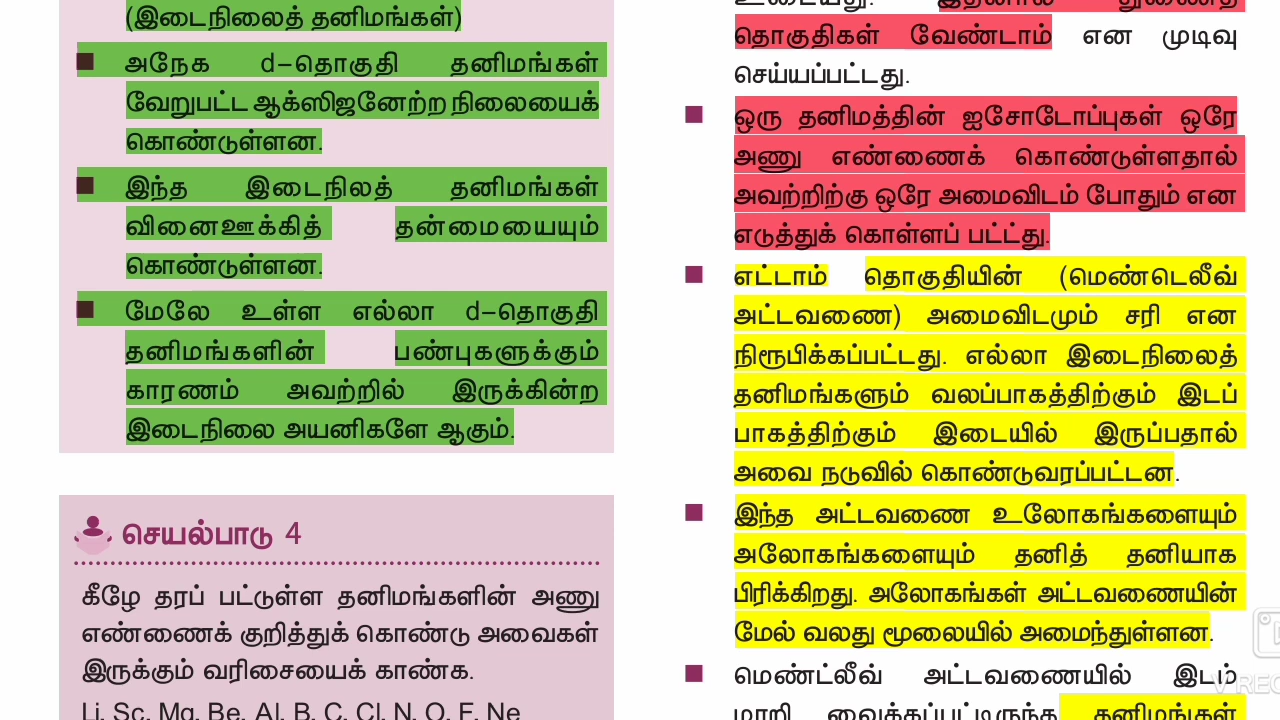 (இடைநிலைத் தனிமங்கள்)
அநேக d–தொகுதி தனிமங்கள்
வேறுபட்ட ஆக்ஸிஜனேற்ற நிலையைக்
கொண்டுள்ளன.
இந்த இடைநிலத் தனிமங்கள்
வினைஊக்கித் தன்மையையும்
கொண்டுள்ளன.
மேலே உள்ள எல்லா d–தொகுதி
தனிமங்களின் பண்புகளுக்கும்
காரணம் அவற்றில் இருக்கின்ற
இடைநிலை அயனிகளே ஆகும்.
செயல்பாடு 4
கீழே தரப் பட்டுள்ள தனிமங்களின் அணு
எண்ணைக் குறித்துக் கொண்டு அவைகள்
இருக்கும் வரிசையைக் காண்க.
Li, Sc, Mg, Be, Al, B, C, Cl, N, O, F, Ne
தொகுதிகள் வேண்டாம் என முடிவு
செய்யப்பட்டது.
ஒரு தனிமத்தின் ஐசோடோப்புகள் ஒரே
அணு எண்ணைக் கொண்டுள்ளதால்
அவற்றிற்கு ஒரே அமைவிடம் போதும் என
எடுத்துக் கொள்ளப் பட்ட்து.
எட்டாம் தொகுதியின் (மெண்டெலீவ்
அட்டவணை) அமைவிடமும் சரி என
நிரூபிக்கப்பட்டது. எல்லா இடைநிலைத்
தனிமங்களும் வலப்பாகத்திற்கும் இடப்
பாகத்திற்கும் இடையில் இருப்பதால்
அவை நடுவில் கொண்டுவரப்பட்டன.
இந்த அட்டவணை உலோகங்களையும்
அலோகங்களையும் தனித் தனியாக
பிரிக்கிறது. அலோகங்கள் அட்டவணையின்
மேல் வலது மூலையில் அமைந்துள்ளன.
மெண்ட்லீவ் அட்டவணையில் இடம்
மாறி வைக்கப்பட்டிருந்த தனிமங்கள்